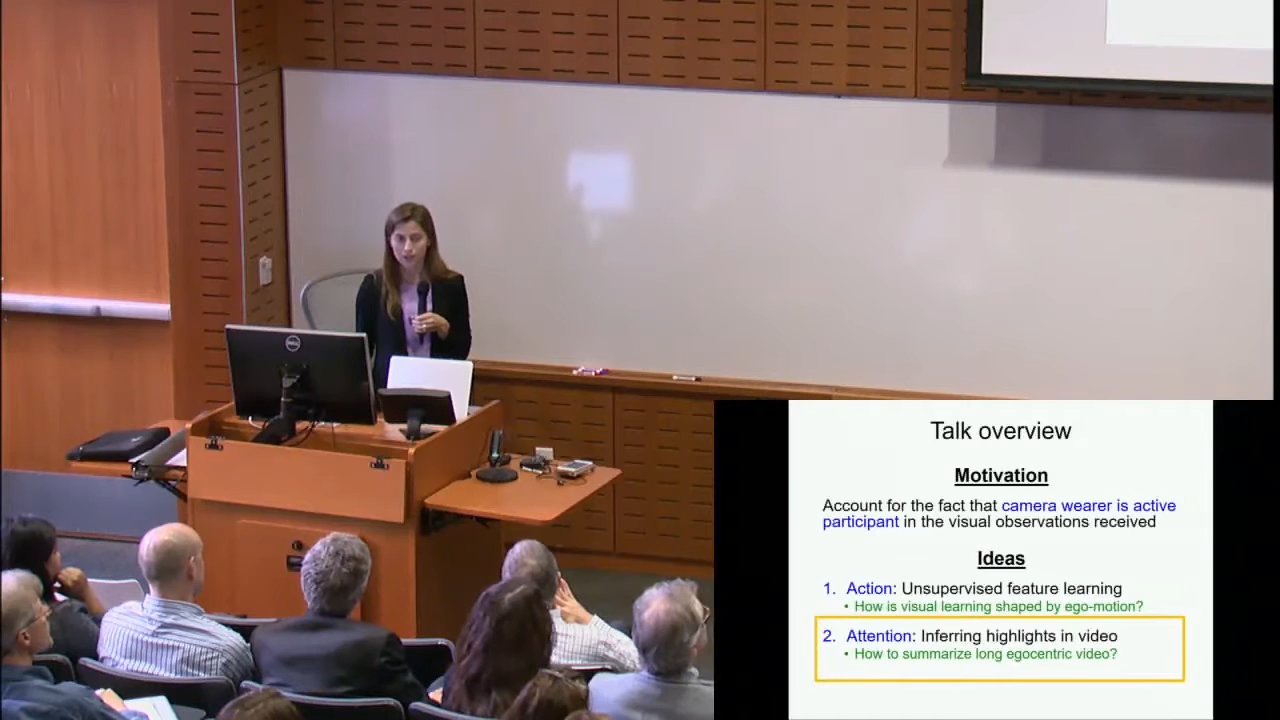 DELL
Talk overview
Motivation
Account for the fact that camera wearer is active
participant in the visual observations received
Ideas
1. Action: Unsupervised feature learning
• How is visual learning shaped by ego-motion?
2. Attention: Inferring highlights in video
• How to summarize long egocentric video?